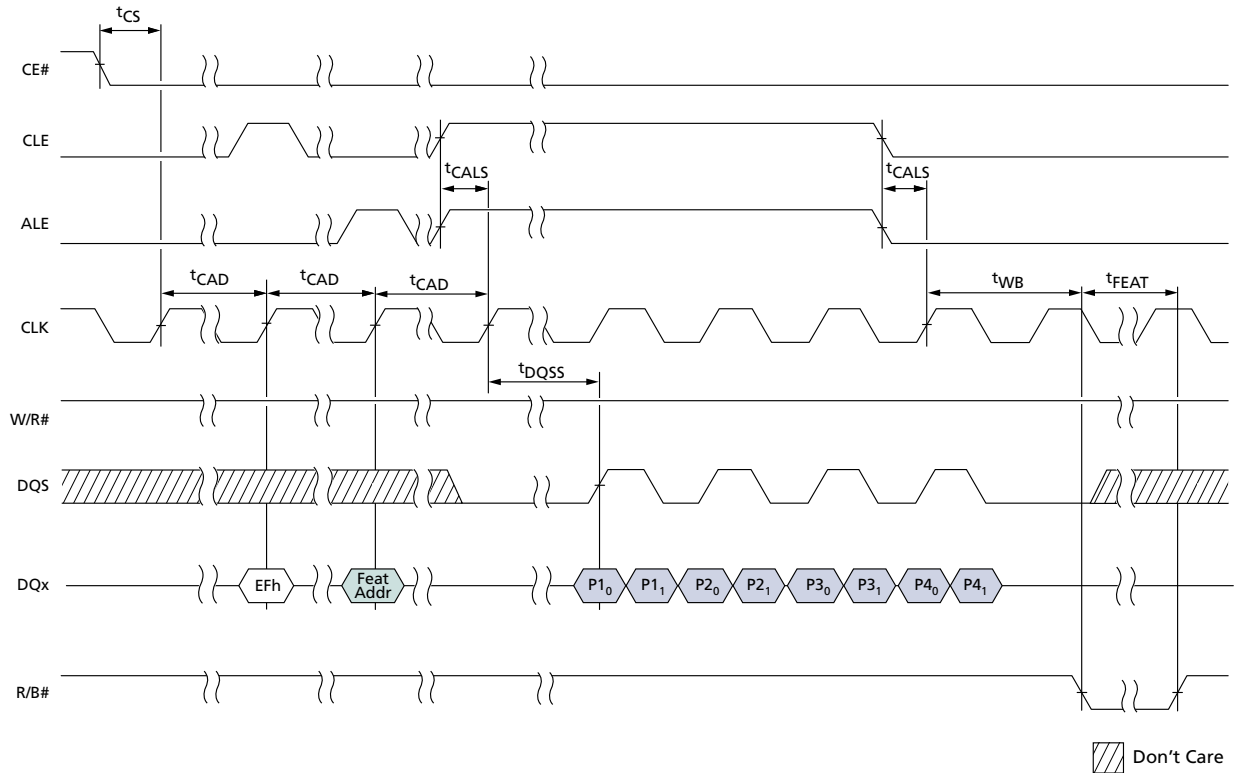 tCS
CE#
CLE
tCALS tCALS
ALE
tCAD tCAD tCAD tWB tFEAT
CLK
tDQSS
W/R#
DQS
DQx EFh Feat Addr P10 P11 P20 P21 P30 P31 P40 P41
R/B#
Don't Care